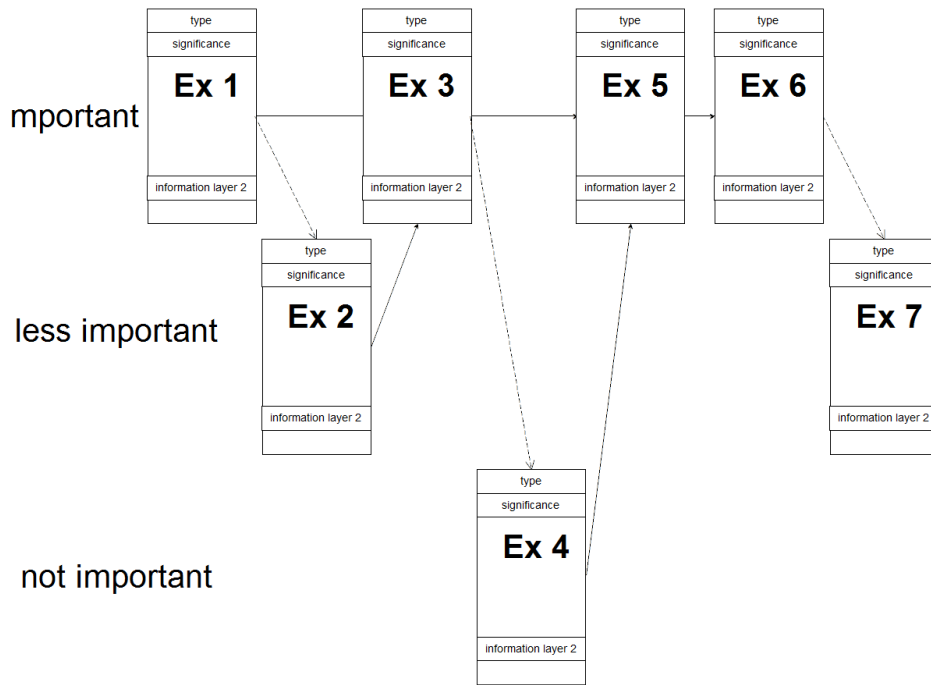 type
significance
Ex 1
information layer 2
type
significance
Ex 3
information layer 2
type
significance
Ex 5
information layer 2
type
significance
Ex 6
information layer 2
mportant
type
significance
Ex 2
information layer 2
type
significance
Ex 7
information layer 2
less important
type
significance
Ex 4
information layer 2
not important